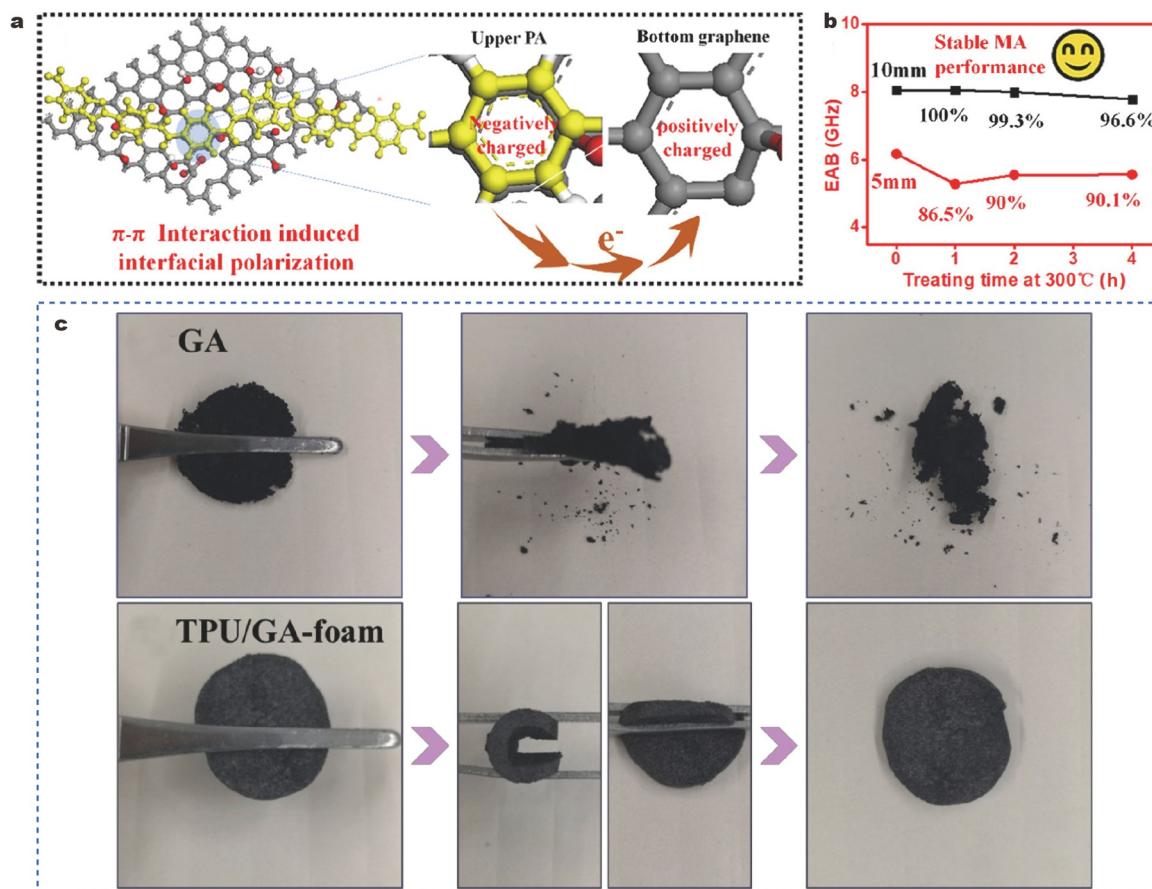 a
Upper PA
Bottom graphene
Negatively
charged
positively
charged
π-π Interaction induced
interfacial polarization
e⁻
b
10
8
6
4
EAB (GHz)
Stable MA
performance
10mm
100%
99.3%
96.6%
5mm
86.5%
90%
90.1%
0
1
2
3
4
Treating time at 300℃ (h)
c
GA
TPU/GA-foam